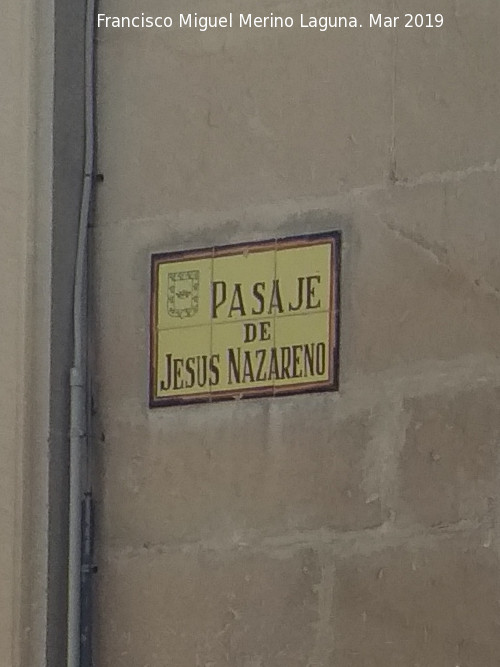 Francisco Miguel Merino Laguna. Mar 2019
PASAJE
DE
JESUS NAZARENO